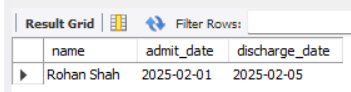 Result Grid Filter Rows:
name admit_date discharge_date
Rohan Shah 2025-02-01 2025-02-05